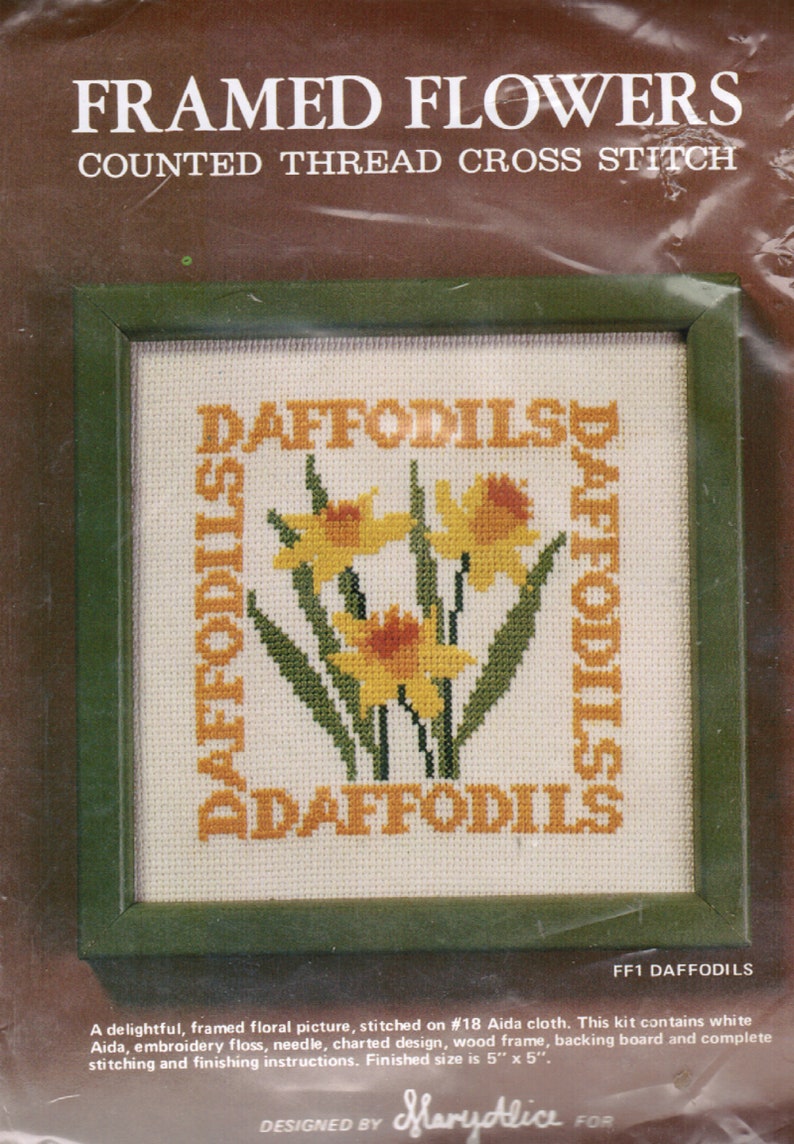 FRAMED FLOWERS
COUNTED THREAD CROSS STITCH
DAFFODILS
DAFFODILS
DAFFODILS
DAFFODILS
FF1 DAFFODILS
A delightful, framed floral picture, stitched on #18 Aida cloth. This kit contains white
Aida, embroidery floss, needle, charted design, wood frame, backing board and complete
stitching and finishing instructions. Finished size is 5" x 5".
DESIGNED BY MaryAlice FOR